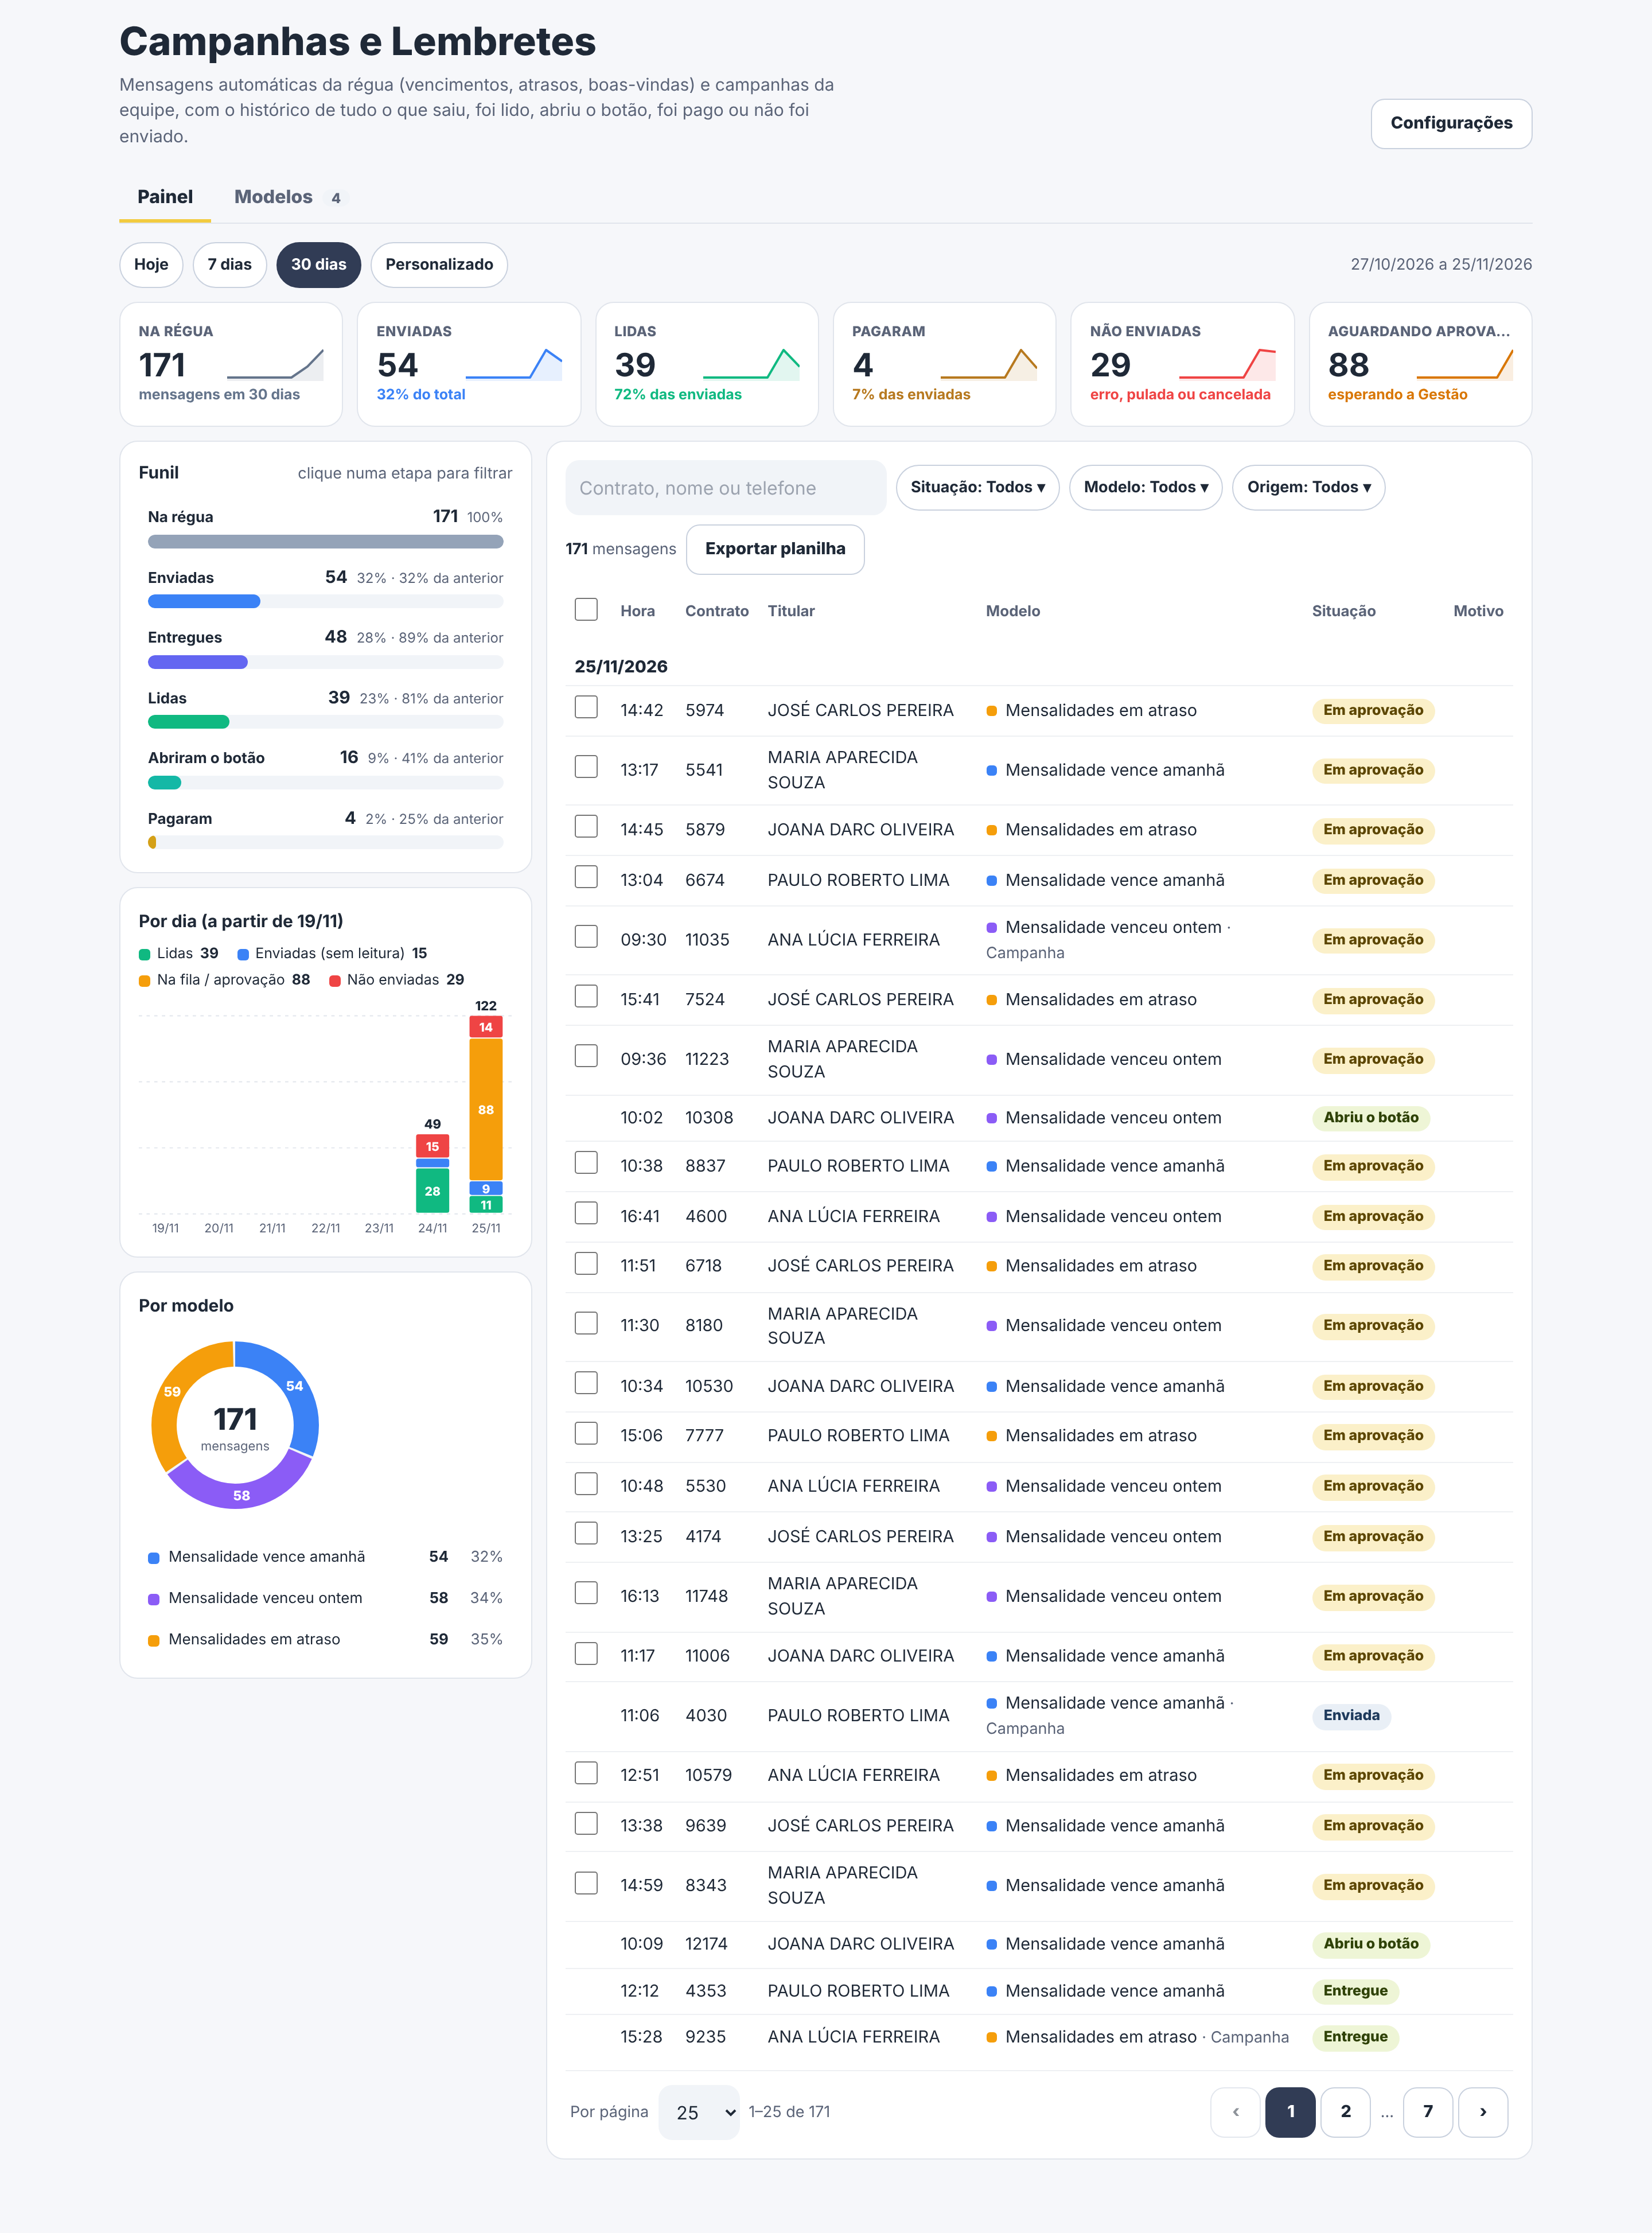 Campanhas e Lembretes
Mensagens automáticas da régua (vencimentos, atrasos, boas-vindas) e campanhas da
equipe, com o histórico de tudo o que saiu, foi lido, abriu o botão, foi pago ou não foi
enviado.
Configurações
Painel Modelos 4
Hoje 7 dias 30 dias Personalizado 27/10/2026 a 25/11/2026
NA RÉGUA
171
mensagens em 30 dias
ENVIADAS
54
32% do total
LIDAS
39
72% das enviadas
PAGARAM
4
7% das enviadas
NÃO ENVIADAS
29
erro, pulada ou cancelada
AGUARDANDO APROVA...
88
esperando a Gestão
Funil clique numa etapa para filtrar
Na régua 171 100%
Enviadas 54 32% · 32% da anterior
Entregues 48 28% · 89% da anterior
Lidas 39 23% · 81% da anterior
Abriram o botão 16 9% · 41% da anterior
Pagaram 4 2% · 25% da anterior
Por dia (a partir de 19/11)
Lidas 39 Enviadas (sem leitura) 15
Na fila / aprovação 88 Não enviadas 29
122
14
88
49
15
9
28
11
19/11 20/11 21/11 22/11 23/11 24/11 25/11
Por modelo
54
59
171
mensagens
58
Mensalidade vence amanhã 54 32%
Mensalidade venceu ontem 58 34%
Mensalidades em atraso 59 35%
Contrato, nome ou telefone Situação: Todos ▾ Modelo: Todos ▾ Origem: Todos ▾
171 mensagens Exportar planilha
Hora Contrato Titular Modelo Situação Motivo
25/11/2026
14:42 5974 JOSÉ CARLOS PEREIRA Mensalidades em atraso Em aprovação
13:17 5541 MARIA APARECIDA SOUZA Mensalidade vence amanhã Em aprovação
14:45 5879 JOANA DARC OLIVEIRA Mensalidades em atraso Em aprovação
13:04 6674 PAULO ROBERTO LIMA Mensalidade vence amanhã Em aprovação
09:30 11035 ANA LÚCIA FERREIRA Mensalidade venceu ontem · Campanha Em aprovação
15:41 7524 JOSÉ CARLOS PEREIRA Mensalidades em atraso Em aprovação
09:36 11223 MARIA APARECIDA SOUZA Mensalidade venceu ontem Em aprovação
10:02 10308 JOANA DARC OLIVEIRA Mensalidade venceu ontem Abriu o botão
10:38 8837 PAULO ROBERTO LIMA Mensalidade vence amanhã Em aprovação
16:41 4600 ANA LÚCIA FERREIRA Mensalidade venceu ontem Em aprovação
11:51 6718 JOSÉ CARLOS PEREIRA Mensalidades em atraso Em aprovação
11:30 8180 MARIA APARECIDA SOUZA Mensalidade venceu ontem Em aprovação
10:34 10530 JOANA DARC OLIVEIRA Mensalidade vence amanhã Em aprovação
15:06 7777 PAULO ROBERTO LIMA Mensalidades em atraso Em aprovação
10:48 5530 ANA LÚCIA FERREIRA Mensalidade venceu ontem Em aprovação
13:25 4174 JOSÉ CARLOS PEREIRA Mensalidade venceu ontem Em aprovação
16:13 11748 MARIA APARECIDA SOUZA Mensalidade venceu ontem Em aprovação
11:17 11006 JOANA DARC OLIVEIRA Mensalidade vence amanhã Em aprovação
11:06 4030 PAULO ROBERTO LIMA Mensalidade vence amanhã · Campanha Enviada
12:51 10579 ANA LÚCIA FERREIRA Mensalidades em atraso Em aprovação
13:38 9639 JOSÉ CARLOS PEREIRA Mensalidade vence amanhã Em aprovação
14:59 8343 MARIA APARECIDA SOUZA Mensalidade vence amanhã Em aprovação
10:09 12174 JOANA DARC OLIVEIRA Mensalidade vence amanhã Abriu o botão
12:12 4353 PAULO ROBERTO LIMA Mensalidade vence amanhã Entregue
15:28 9235 ANA LÚCIA FERREIRA Mensalidades em atraso · Campanha Entregue
Por página 25 1–25 de 171 ‹ 1 2 ... 7 ›